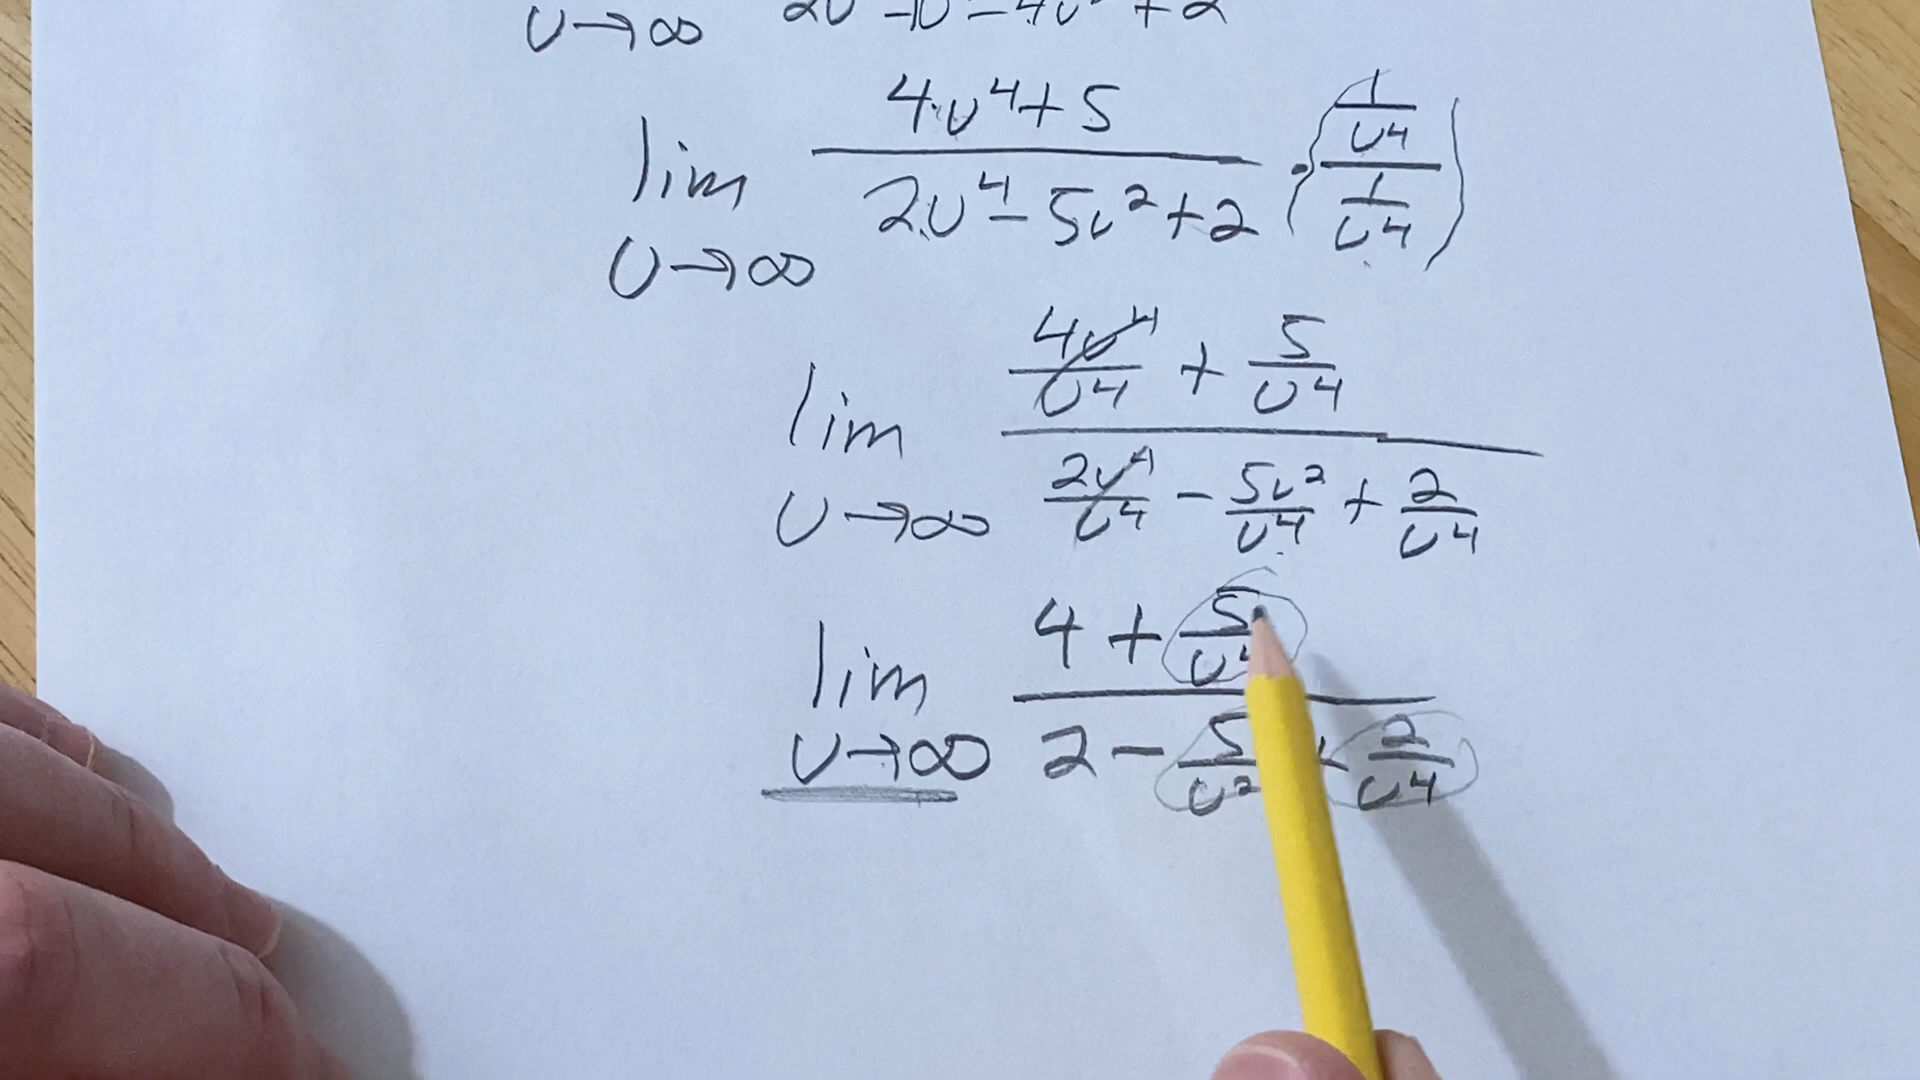 u→∞
lim 4u⁴+5 / 2u⁴-5u²+2 · ( 1/u⁴ / 1/u⁴ )
u→∞
lim 4u⁴/u⁴ + 5/u⁴ / 2u⁴/u⁴ - 5u²/u⁴ + 2/u⁴
u→∞
lim 4 + 5/u⁴ / 2 - 5/u² + 2/u⁴
u→∞